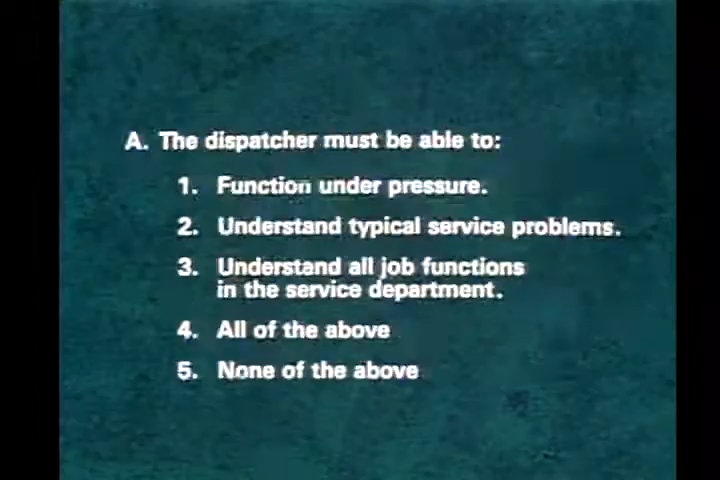 A. The dispatcher must be able to:
1. Function under pressure.
2. Understand typical service problems.
3. Understand all job functions
in the service department.
4. All of the above
5. None of the above